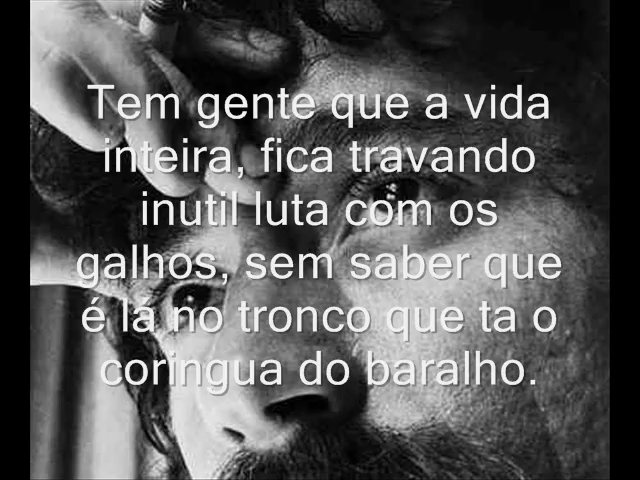 Tem gente que a vida
inteira, fica travando
inutil luta com os
galhos, sem saber que
é lá no tronco que ta o
coringua do baralho.